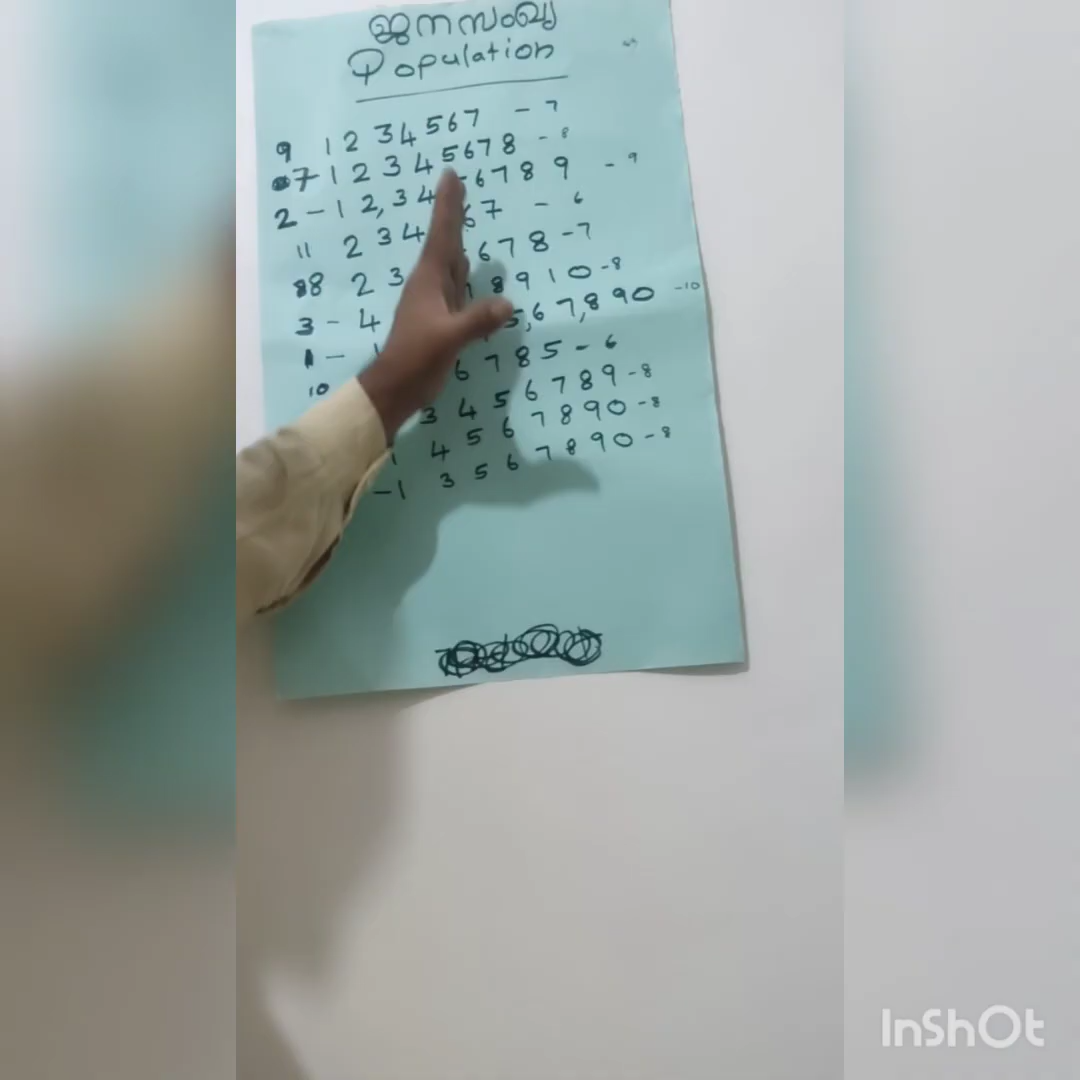 ജനസംഖ്യ
Population
9 1 2 3 4 5 6 7 - 7
7 1 2 3 4 5 6 7 8 - 8
2 - 1 2, 3 4 6 7 8 9 - 9
11 2 3 4 6 7 - 6
8 2 3 6 7 8 - 7
3 - 4 8 9 1 0 - 8
1 - 5, 6 7, 8 9 0 - 10
10 6 7 8 5 - 6
3 4 5 6 7 8 9 - 8
1 4 5 6 7 8 9 0 - 8
- 1 3 5 6 7 8 9 0 - 8
InShOt